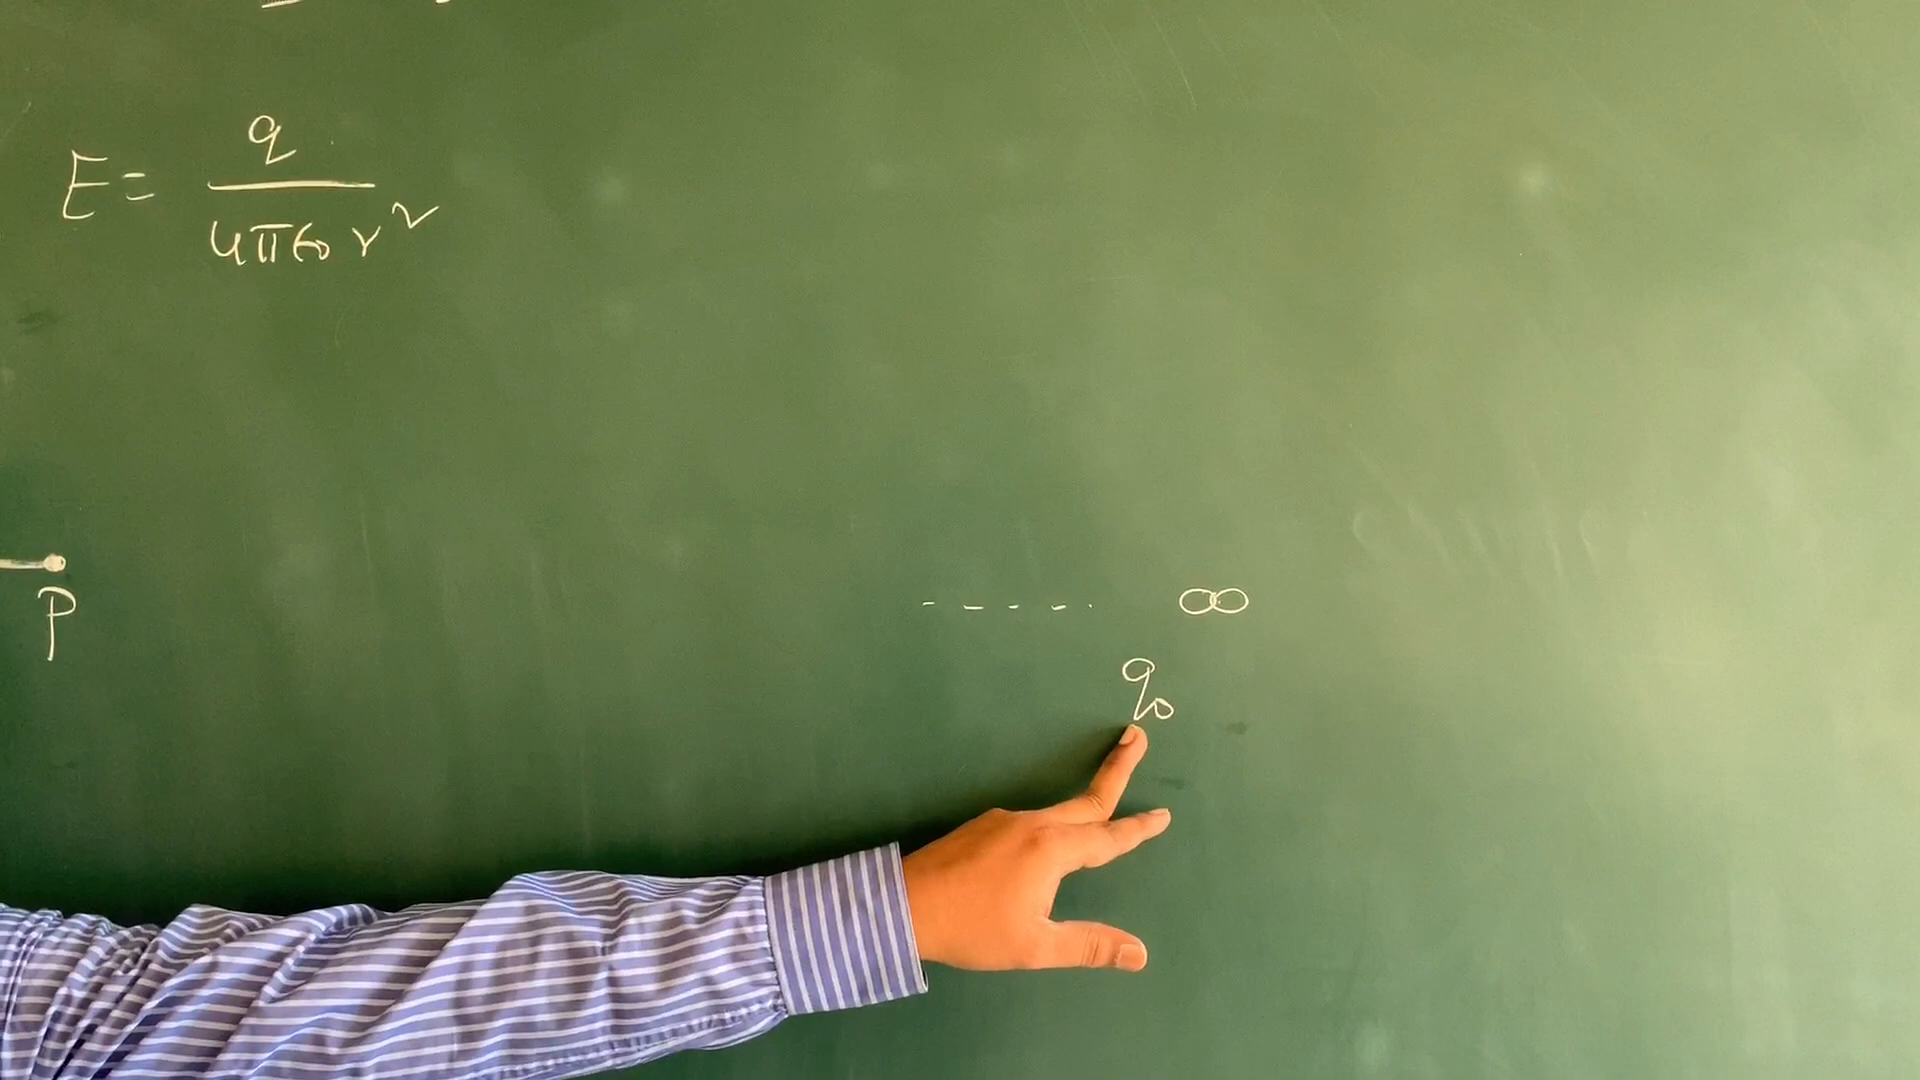 E = q / 4πϵ₀ r²
P
- - - - - ∞
q₀